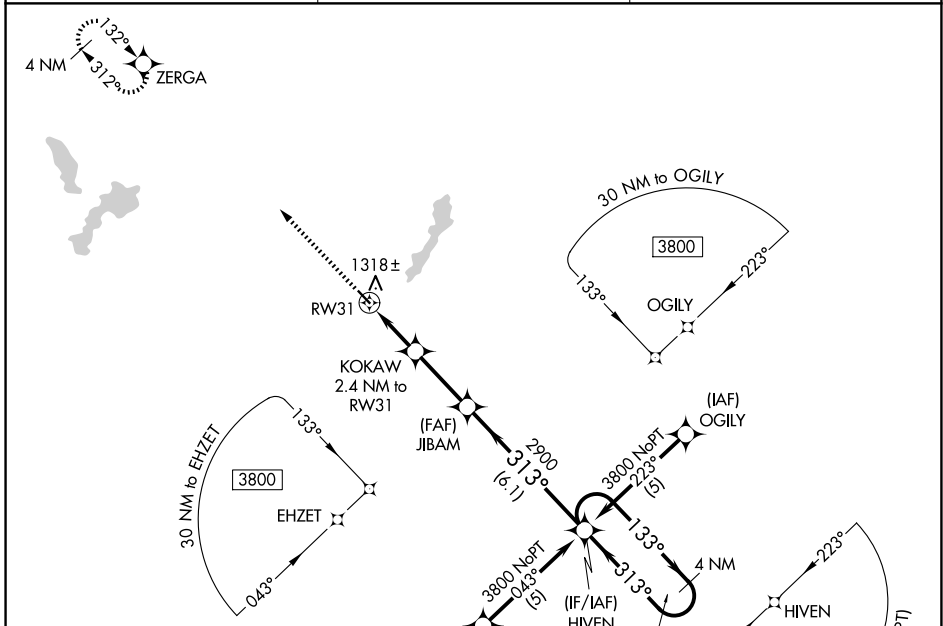 132°
4 NM
312°
ZERGA
30 NM to OGILY
3800
133°
223°
OGILY
1318±
RW31
KOKAW
2.4 NM to
RW31
(FAF)
JIBAM
(IAF)
OGILY
30 NM to EHZET
133°
3800
EHZET
043°
2900
313°
(6.1)
3800 NoPT
223°
(5)
133°
4 NM
313°
3800 NoPT
043°
(5)
(IF/IAF)
HIVEN
223°
HIVEN